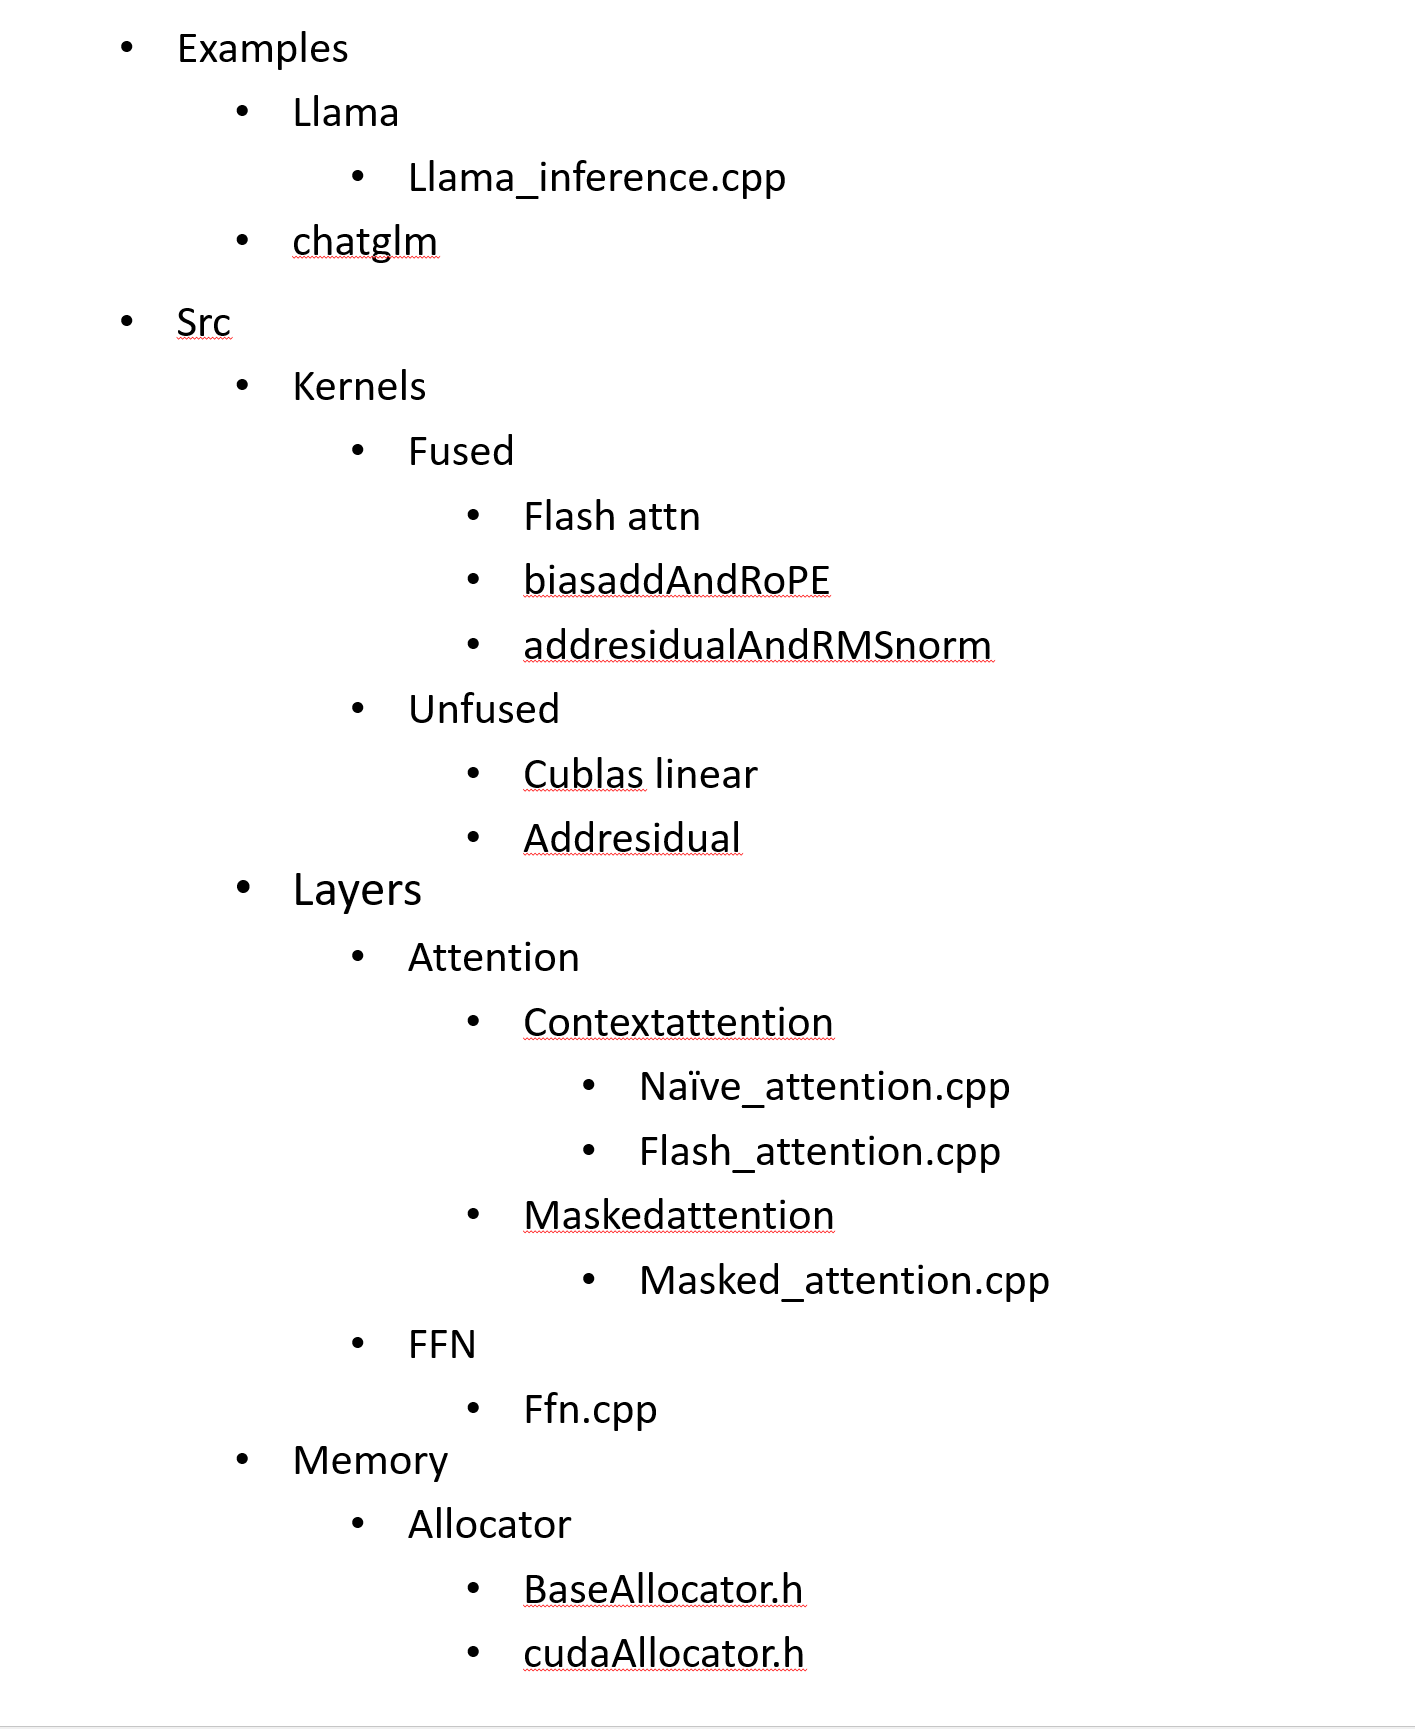 • Examples
• Llama
• Llama_inference.cpp
• chatglm
• Src
• Kernels
• Fused
• Flash attn
• biasaddAndRoPE
• addresidualAndRMSnorm
• Unfused
• Cublas linear
• Addresidual
• Layers
• Attention
• Contextattention
• Naïve_attention.cpp
• Flash_attention.cpp
• Maskedattention
• Masked_attention.cpp
• FFN
• Ffn.cpp
• Memory
• Allocator
• BaseAllocator.h
• cudaAllocator.h